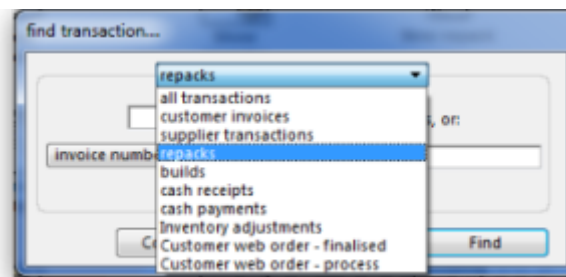 find transaction...
repacks
all transactions
customer invoices
supplier transactions
repacks
builds
cash receipts
cash payments
Inventory adjustments
Customer web order - finalised
Customer web order - process
, or:
invoice numb
Find